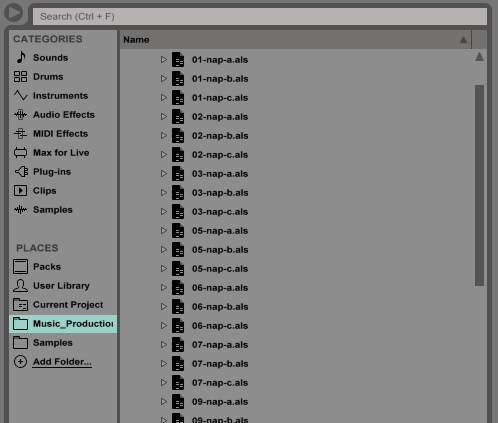 Search (Ctrl + F)
CATEGORIES
Sounds
Drums
Instruments
Audio Effects
MIDI Effects
Max for Live
Plug-ins
Clips
Samples
PLACES
Packs
User Library
Current Project
Music_Production
Samples
Add Folder...
Name
01-nap-a.als
01-nap-b.als
01-nap-c.als
02-nap-a.als
02-nap-b.als
02-nap-c.als
03-nap-a.als
03-nap-b.als
03-nap-c.als
05-nap-a.als
05-nap-b.als
05-nap-c.als
06-nap-a.als
06-nap-b.als
06-nap-c.als
07-nap-a.als
07-nap-b.als
07-nap-c.als
09-nap-a.als
09-nap-b.als